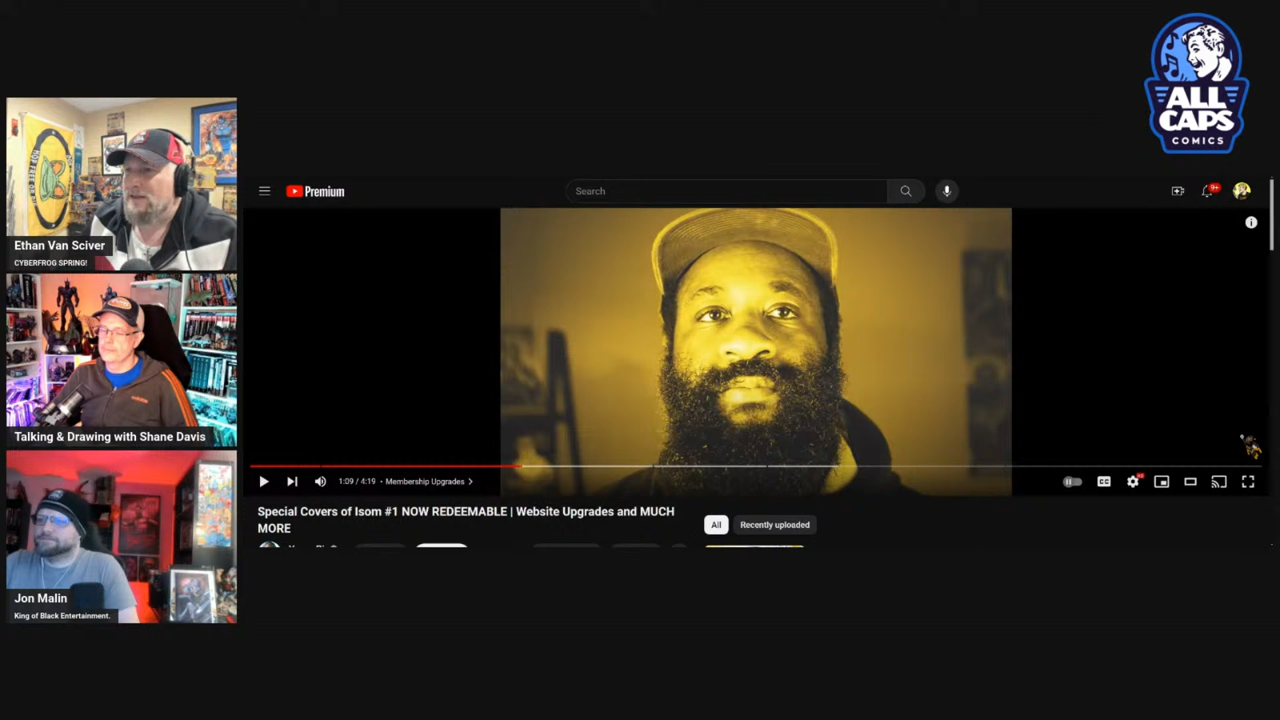 ALL
CAPS
COMICS
Premium
Search
9+
Ethan Van Sciver
CYBERFROG SPRING!
Talking & Drawing with Shane Davis
1:09 / 4:19 • Membership Upgrades
CC
Special Covers of Isom #1 NOW REDEEMABLE | Website Upgrades and MUCH
MORE
All
Recently uploaded
Jon Malin
King of Black Entertainment.